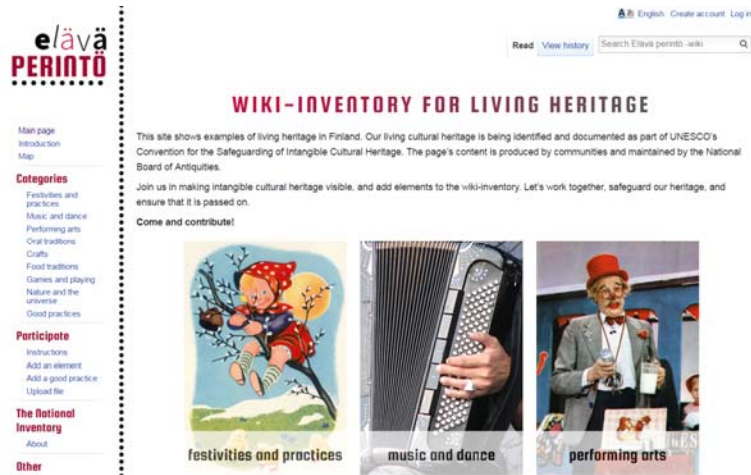 English Create account Log in
Read View history Search Elävä perintö -wiki
elävä
PERINTÖ
WIKI-INVENTORY FOR LIVING HERITAGE
This site shows examples of living heritage in Finland. Our living cultural heritage is being identified and documented as part of UNESCO's
Convention for the Safeguarding of Intangible Cultural Heritage. The page's content is produced by communities and maintained by the National
Board of Antiquities.
Join us in making intangible cultural heritage visible, and add elements to the wiki-inventory. Let's work together, safeguard our heritage, and
ensure that it is passed on.
Come and contribute!
Main page
Introduction
Map
Categories
Festivities and
practices
Music and dance
Performing arts
Oral traditions
Crafts
Food traditions
Games and playing
Nature and the
universe
Good practices
Participate
Instructions
Add an element
Add a good practice
Upload file
The National
Inventory
About
Other
festivities and practices
music and dance
performing arts